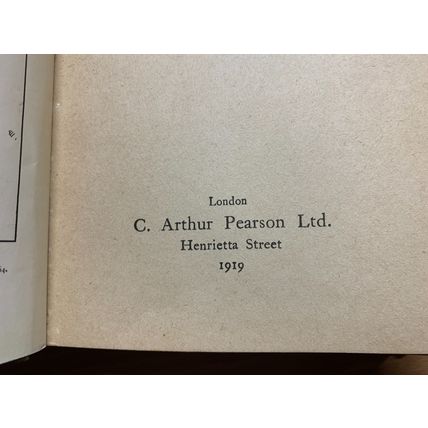 London
C. Arthur Pearson Ltd.
Henrietta Street
1919